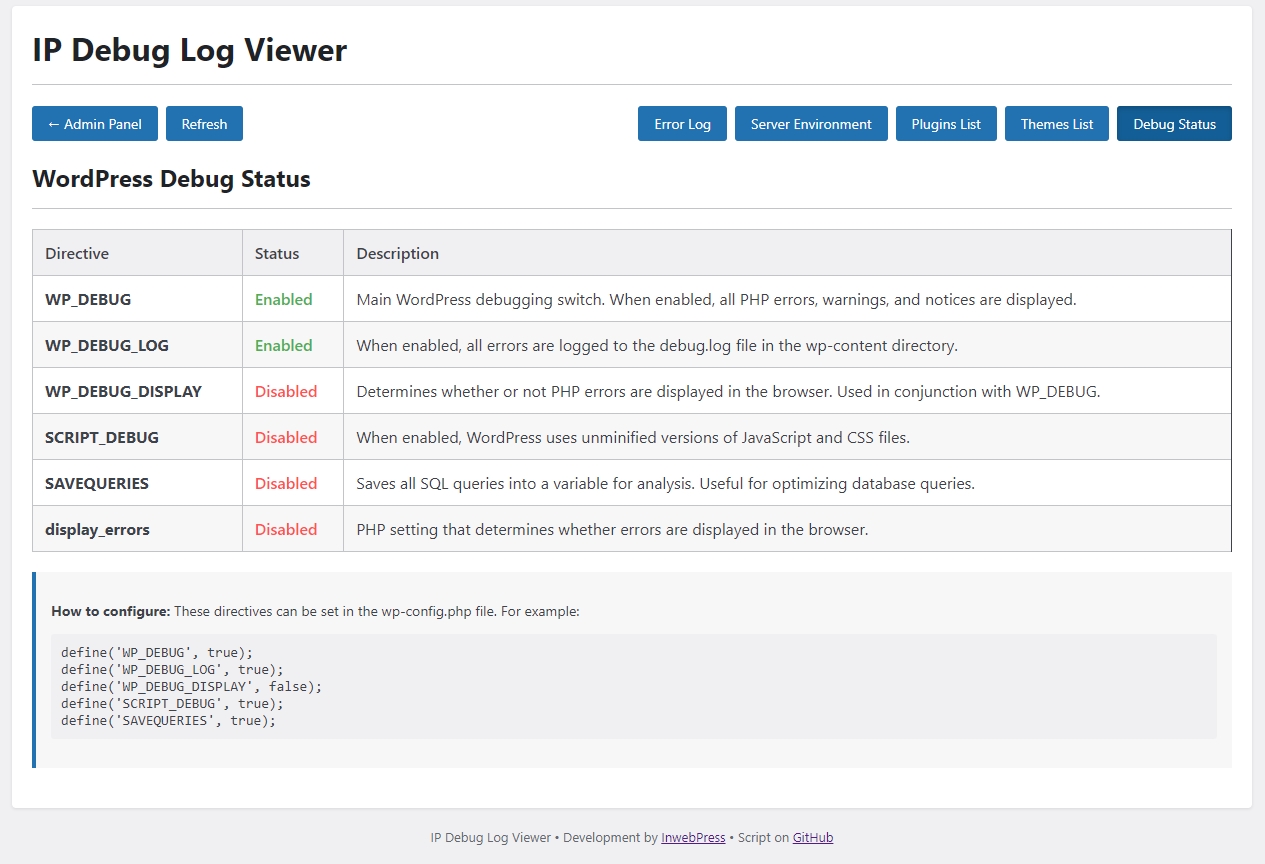 IP Debug Log Viewer
← Admin Panel Refresh Error Log Server Environment Plugins List Themes List Debug Status
WordPress Debug Status
Directive Status Description
WP_DEBUG Enabled Main WordPress debugging switch. When enabled, all PHP errors, warnings, and notices are displayed.
WP_DEBUG_LOG Enabled When enabled, all errors are logged to the debug.log file in the wp-content directory.
WP_DEBUG_DISPLAY Disabled Determines whether or not PHP errors are displayed in the browser. Used in conjunction with WP_DEBUG.
SCRIPT_DEBUG Disabled When enabled, WordPress uses unminified versions of JavaScript and CSS files.
SAVEQUERIES Disabled Saves all SQL queries into a variable for analysis. Useful for optimizing database queries.
display_errors Disabled PHP setting that determines whether errors are displayed in the browser.
How to configure: These directives can be set in the wp-config.php file. For example:
define('WP_DEBUG', true);
define('WP_DEBUG_LOG', true);
define('WP_DEBUG_DISPLAY', false);
define('SCRIPT_DEBUG', true);
define('SAVEQUERIES', true);
IP Debug Log Viewer • Development by InwebPress • Script on GitHub